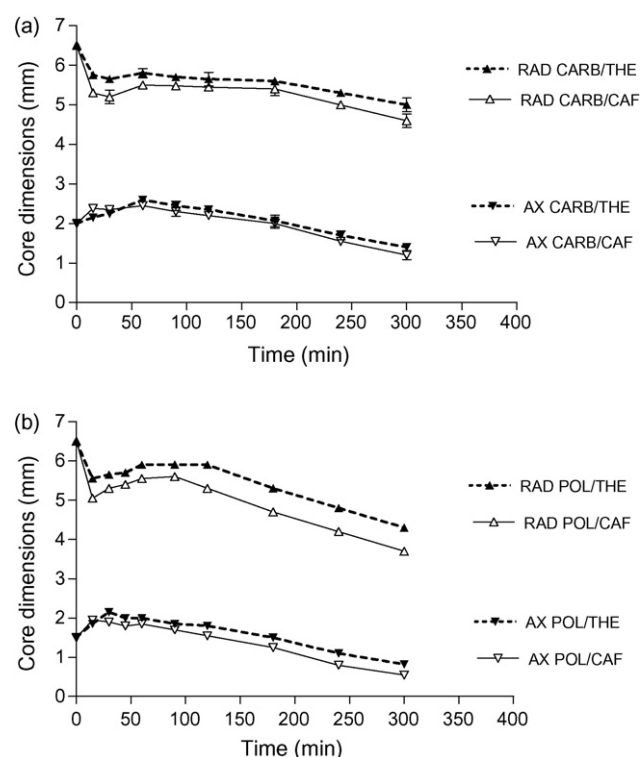 (a)
Core dimensions (mm)
7
6
5
4
3
2
1
0
0 50 100 150 200 250 300 350 400
Time (min)
RAD CARB/THE
RAD CARB/CAF
AX CARB/THE
AX CARB/CAF
(b)
Core dimensions (mm)
7
6
5
4
3
2
1
0
0 50 100 150 200 250 300 350 400
Time (min)
RAD POL/THE
RAD POL/CAF
AX POL/THE
AX POL/CAF